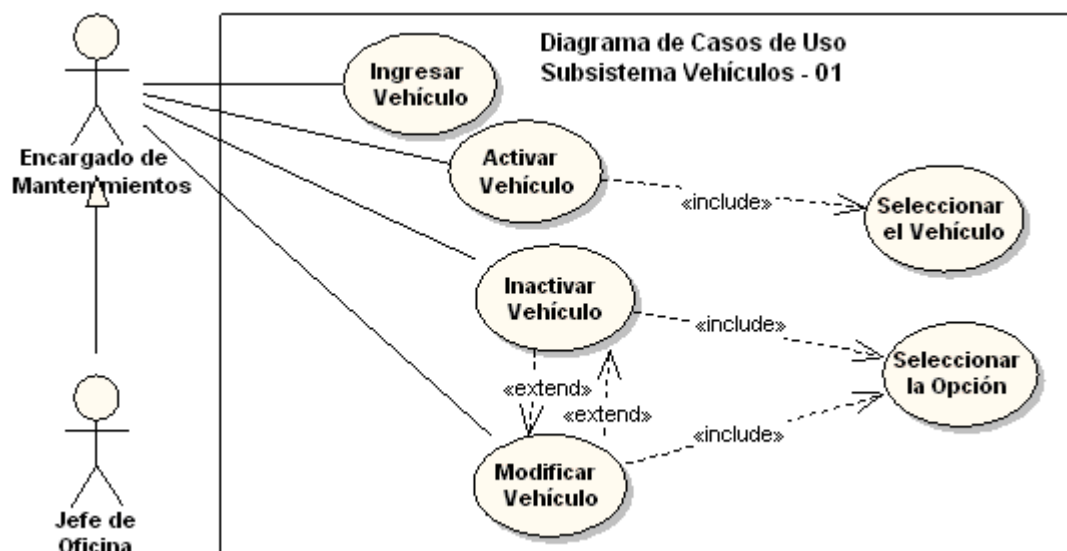 Diagrama de Casos de Uso
Subsistema Vehículos - 01
Ingresar
Vehículo
Encargado de
Mantenimientos
Activar
Vehículo
«include»
Seleccionar
el Vehículo
Inactivar
Vehículo
«include»
Seleccionar
la Opción
«extend»
«extend»
«include»
Modificar
Vehículo
Jefe de
Oficina